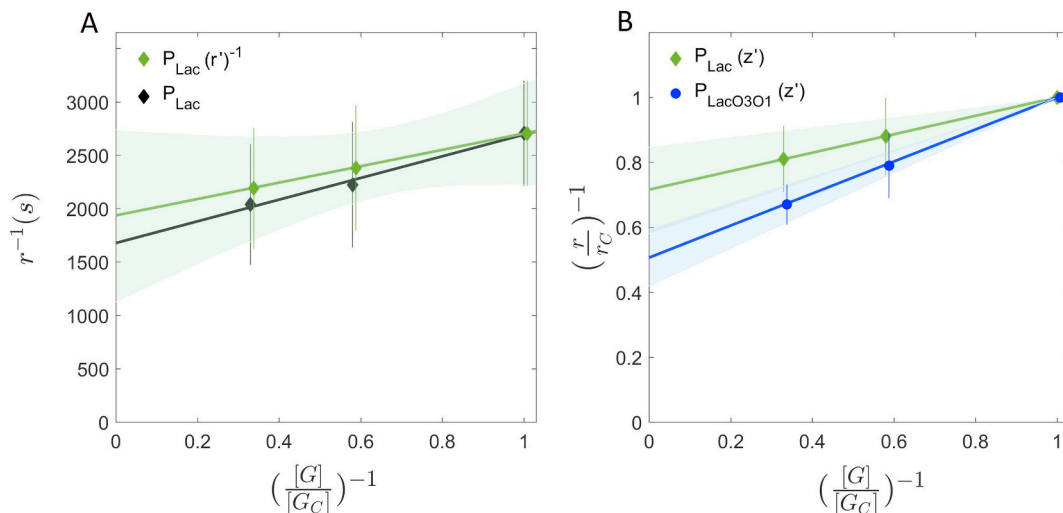 A
P_Lac (r')^-1
P_Lac
3000
2500
2000
1500
1000
500
0
r^-1(s)
0 0.2 0.4 0.6 0.8 1
([G]/[G_C])^-1
B
P_Lac (z')
P_LacO3O1 (z')
1
0.8
0.6
0.4
0.2
0
(r/r_C)^-1
0 0.2 0.4 0.6 0.8 1
([G]/[G_C])^-1